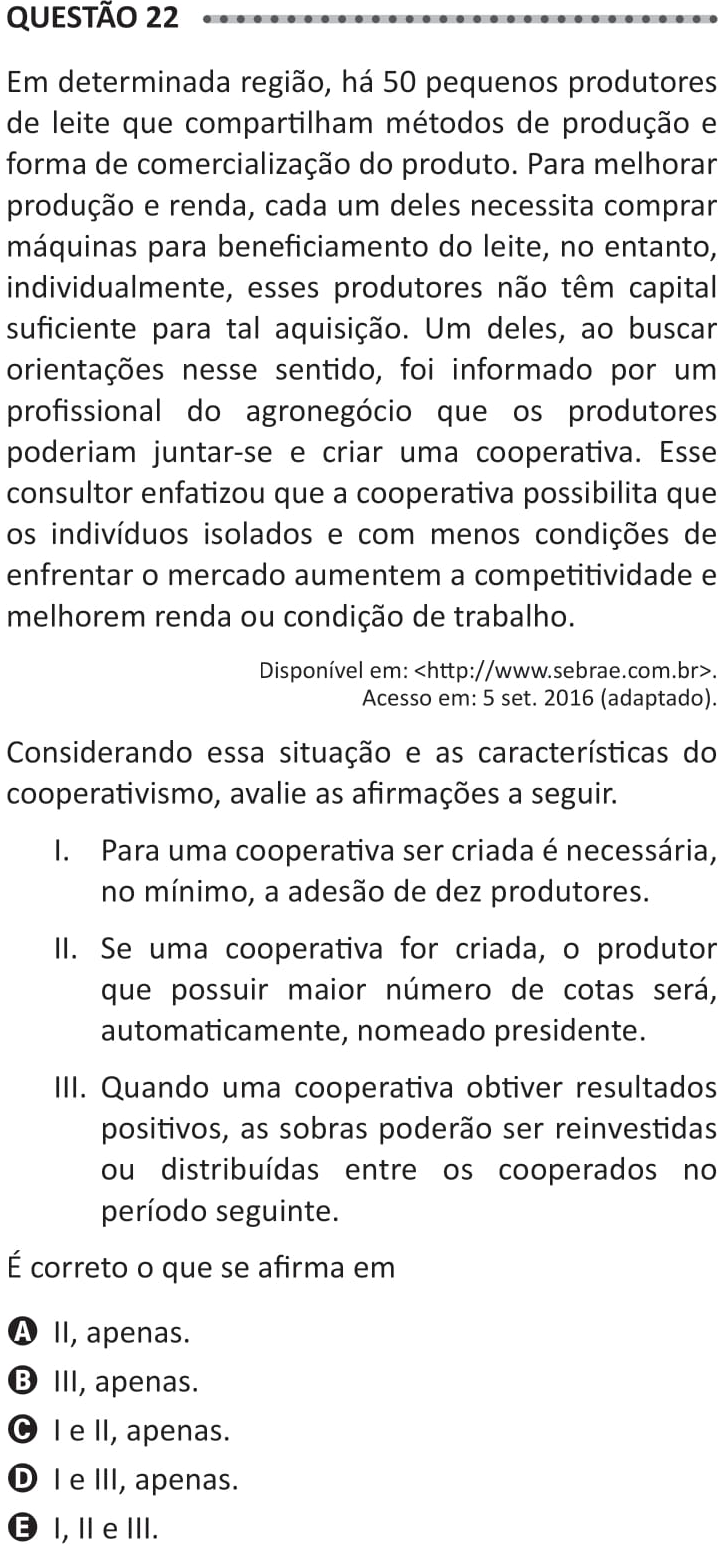 QUESTÃO 22
Em determinada região, há 50 pequenos produtores
de leite que compartilham métodos de produção e
forma de comercialização do produto. Para melhorar
produção e renda, cada um deles necessita comprar
máquinas para beneficiamento do leite, no entanto,
individualmente, esses produtores não têm capital
suficiente para tal aquisição. Um deles, ao buscar
orientações nesse sentido, foi informado por um
profissional do agronegócio que os produtores
poderiam juntar-se e criar uma cooperativa. Esse
consultor enfatizou que a cooperativa possibilita que
os indivíduos isolados e com menos condições de
enfrentar o mercado aumentem a competitividade e
melhorem renda ou condição de trabalho.
Disponível em: <http://www.sebrae.com.br>.
Acesso em: 5 set. 2016 (adaptado).
Considerando essa situação e as características do
cooperativismo, avalie as afirmações a seguir.
I. Para uma cooperativa ser criada é necessária,
no mínimo, a adesão de dez produtores.
II. Se uma cooperativa for criada, o produtor
que possuir maior número de cotas será,
automaticamente, nomeado presidente.
III. Quando uma cooperativa obtiver resultados
positivos, as sobras poderão ser reinvestidas
ou distribuídas entre os cooperados no
período seguinte.
É correto o que se afirma em
A II, apenas.
B III, apenas.
C I e II, apenas.
D I e III, apenas.
E I, II e III.